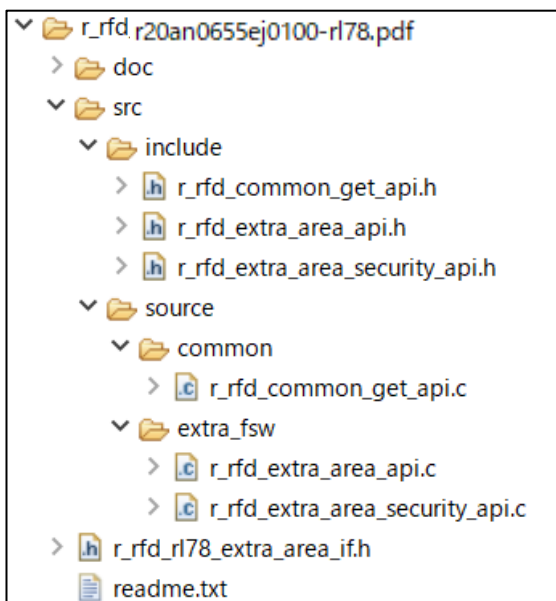 r_rfd r20an0655ej0100-rl78.pdf
doc
src
include
.h r_rfd_common_get_api.h
.h r_rfd_extra_area_api.h
.h r_rfd_extra_area_security_api.h
source
common
.c r_rfd_common_get_api.c
extra_fsw
.c r_rfd_extra_area_api.c
.c r_rfd_extra_area_security_api.c
.h r_rfd_rl78_extra_area_if.h
readme.txt